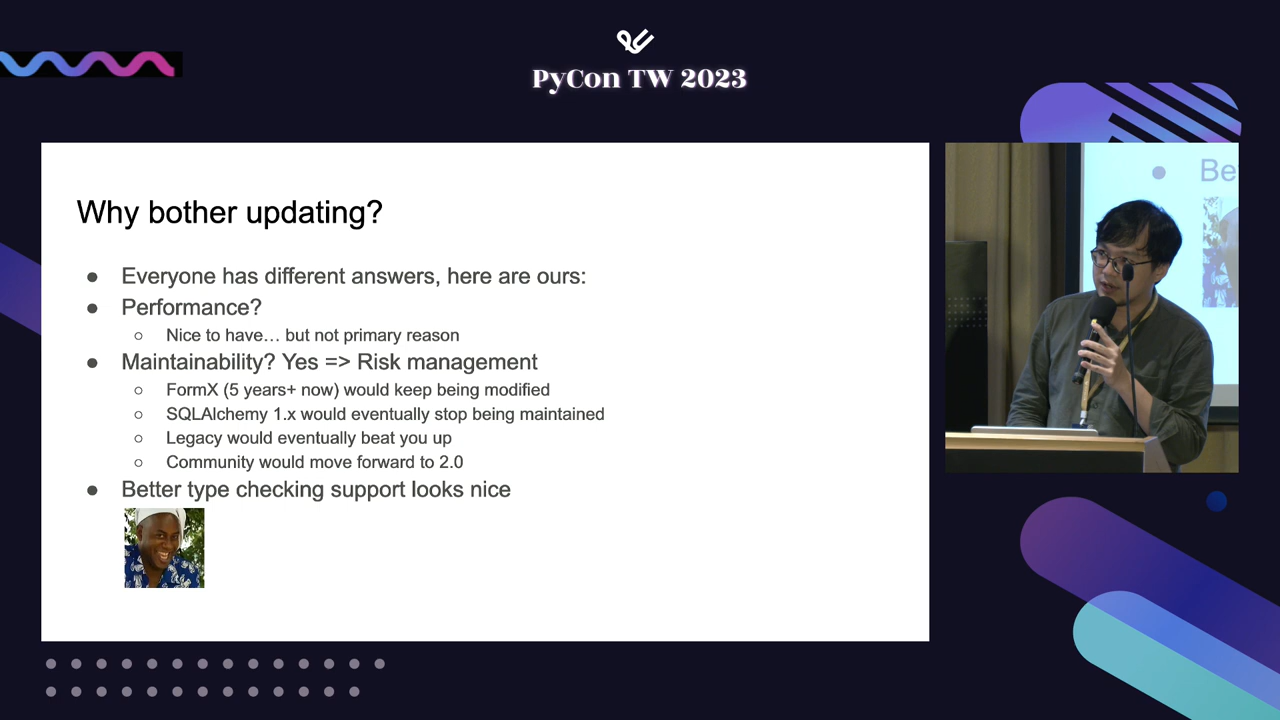 PyCon TW 2023
Why bother updating?
● Everyone has different answers, here are ours:
● Performance?
○ Nice to have… but not primary reason
● Maintainability? Yes => Risk management
○ FormX (5 years+ now) would keep being modified
○ SQLAlchemy 1.x would eventually stop being maintained
○ Legacy would eventually beat you up
○ Community would move forward to 2.0
● Better type checking support looks nice
● Be